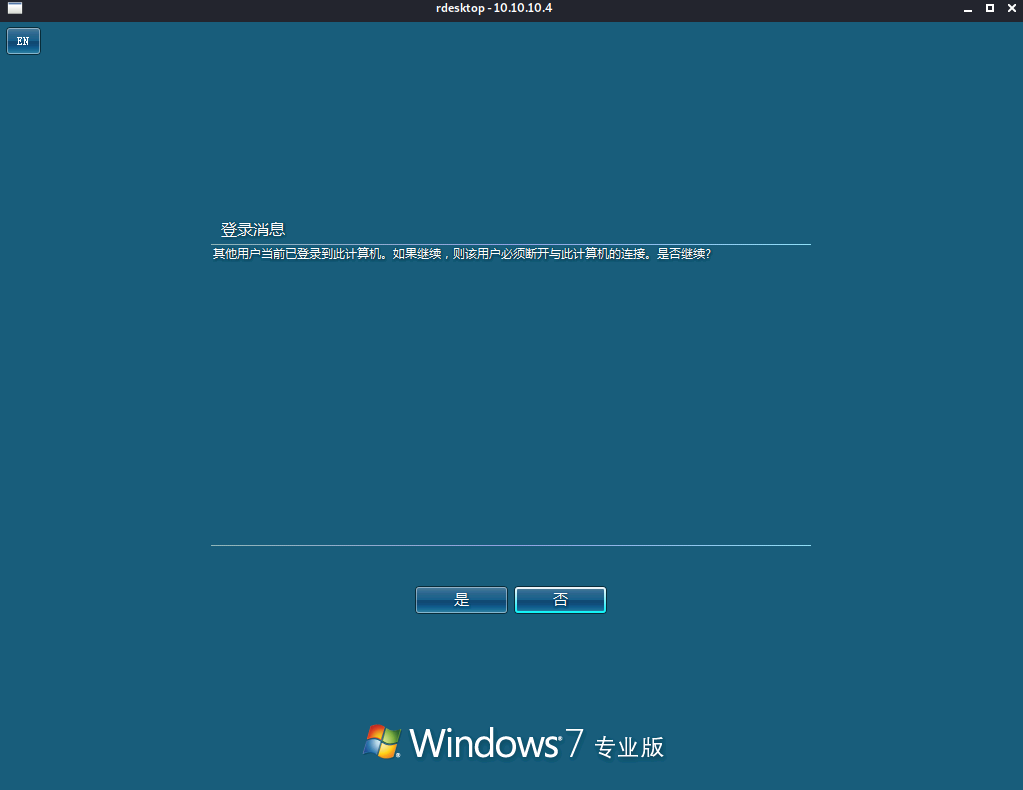 rdesktop - 10.10.10.4
EN
登录消息
其他用户当前已登录到此计算机。如果继续，则该用户必须断开与此计算机的连接。是否继续?
是 否
Windows 7 专业版